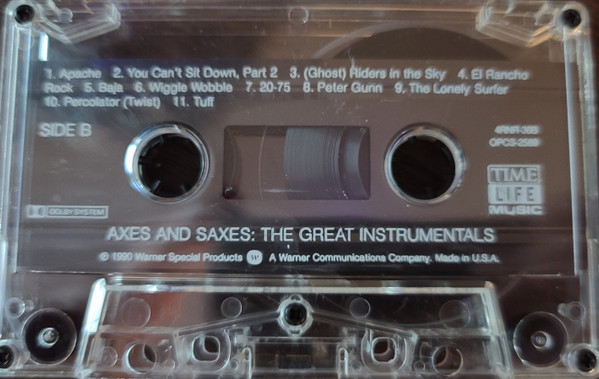 1. Apache 2. You Can't Sit Down, Part 2 3. (Ghost) Riders in the Sky 4. El Rancho
Rock 5. Baja 6. Wiggle Wobble 7. 20-75 8. Peter Gunn 9. The Lonely Surfer
10. Percolator (Twist) 11. Tuff
SIDE B
4RNR-36B
OPCS-2589
TIME
LIFE
MUSIC
DOLBY SYSTEM
AXES AND SAXES: THE GREAT INSTRUMENTALS
© 1990 Warner Special Products W A Warner Communications Company. Made in U.S.A.